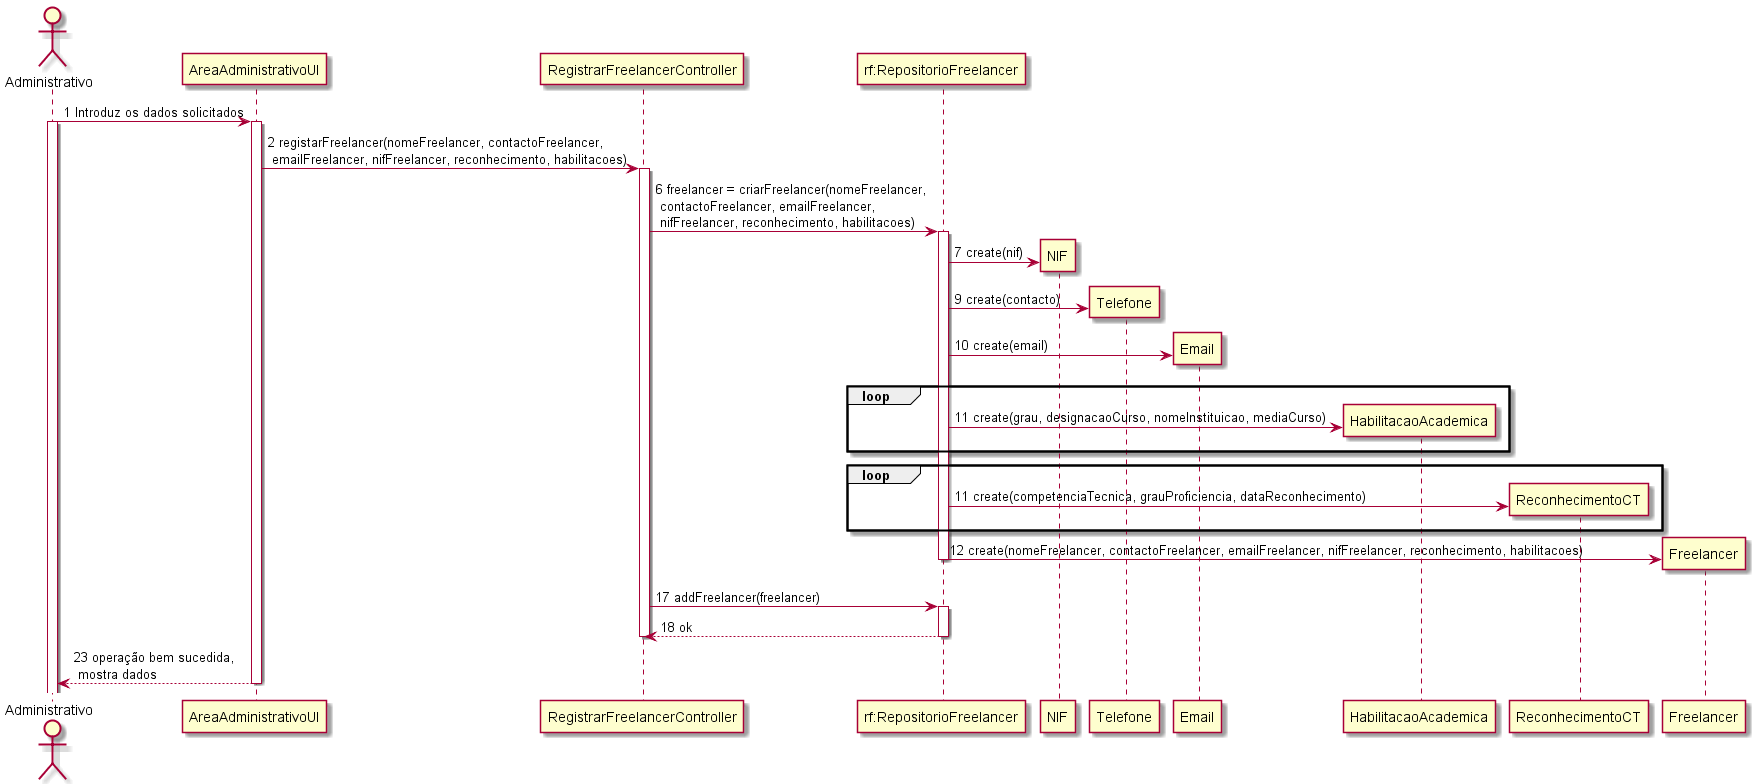 Administrativo
AreaAdministrativoUI
RegistrarFreelancerController
rf:RepositorioFreelancer
1 Introduz os dados solicitados
2 registarFreelancer(nomeFreelancer, contactoFreelancer,
emailFreelancer, nifFreelancer, reconhecimento, habilitacoes)
6 freelancer = criarFreelancer(nomeFreelancer,
contactoFreelancer, emailFreelancer,
nifFreelancer, reconhecimento, habilitacoes)
7 create(nif)
NIF
9 create(contacto)
Telefone
10 create(email)
Email
loop
11 create(grau, designacaoCurso, nomeInstituicao, mediaCurso)
HabilitacaoAcademica
loop
11 create(competenciaTecnica, grauProficiencia, dataReconhecimento)
ReconhecimentoCT
12 create(nomeFreelancer, contactoFreelancer, emailFreelancer, nifFreelancer, reconhecimento, habilitacoes)
Freelancer
17 addFreelancer(freelancer)
18 ok
23 operação bem sucedida,
mostra dados
Administrativo
AreaAdministrativoUI
RegistrarFreelancerController
rf:RepositorioFreelancer
NIF
Telefone
Email
HabilitacaoAcademica
ReconhecimentoCT
Freelancer